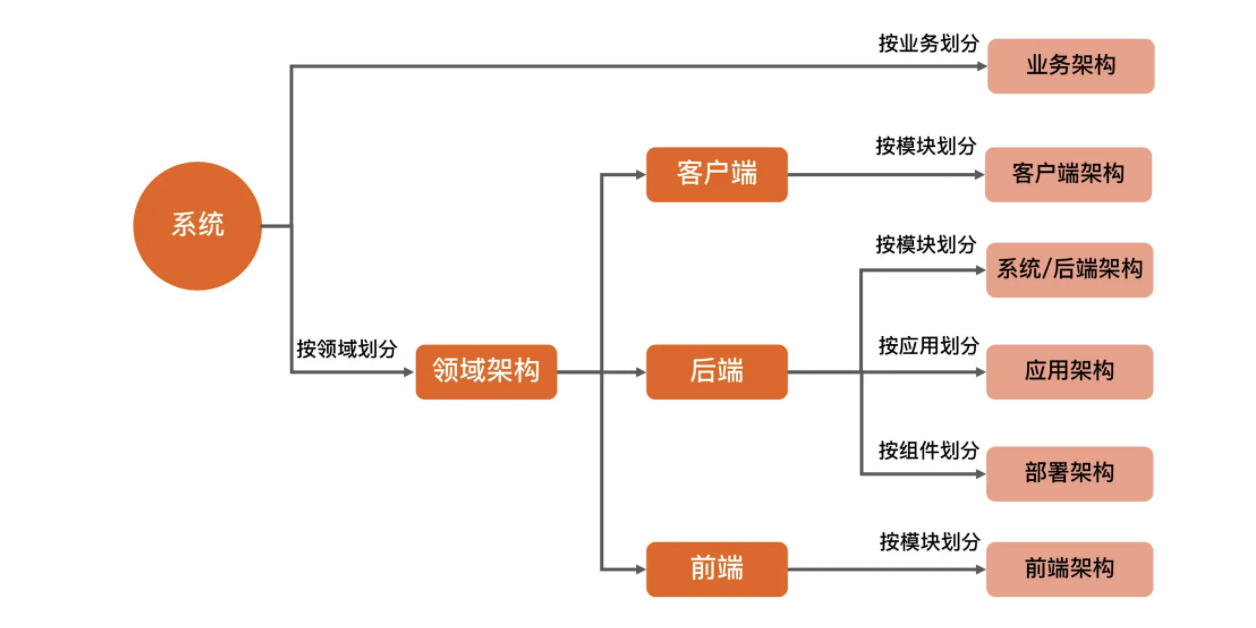 按业务划分
业务架构
按模块划分
客户端
客户端架构
系统
按模块划分
系统/后端架构
按领域划分
领域架构
后端
按应用划分
应用架构
按组件划分
部署架构
按模块划分
前端
前端架构